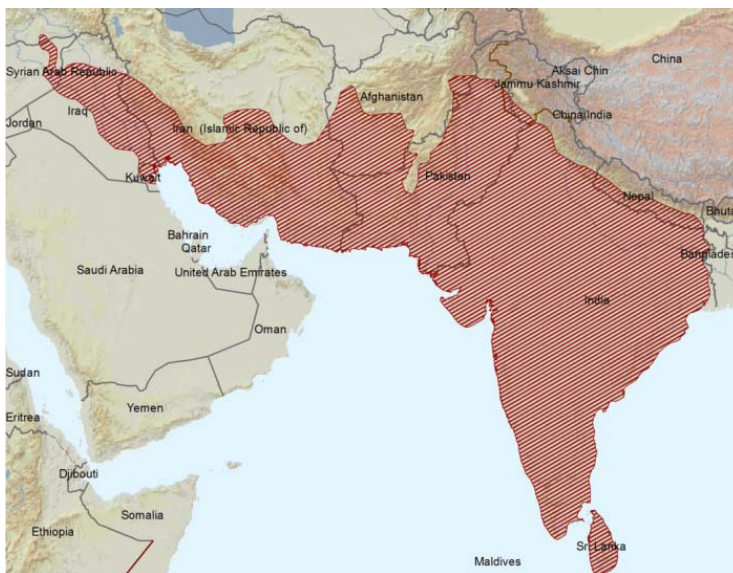 China
Syrian Arab Republic
Aksai Chin
Afghanistan
Jammu Kashmir
Iraq
China/India
Jordan
Iran (Islamic Republic of)
Kuwait
Pakistan
Nepal
Bhuta
Bahrain
Qatar
Bangladesh
Saudi Arabia
United Arab Emirates
India
Oman
Sudan
Yemen
Eritrea
Djibouti
Somalia
Ethiopia
Sri Lanka
Maldives